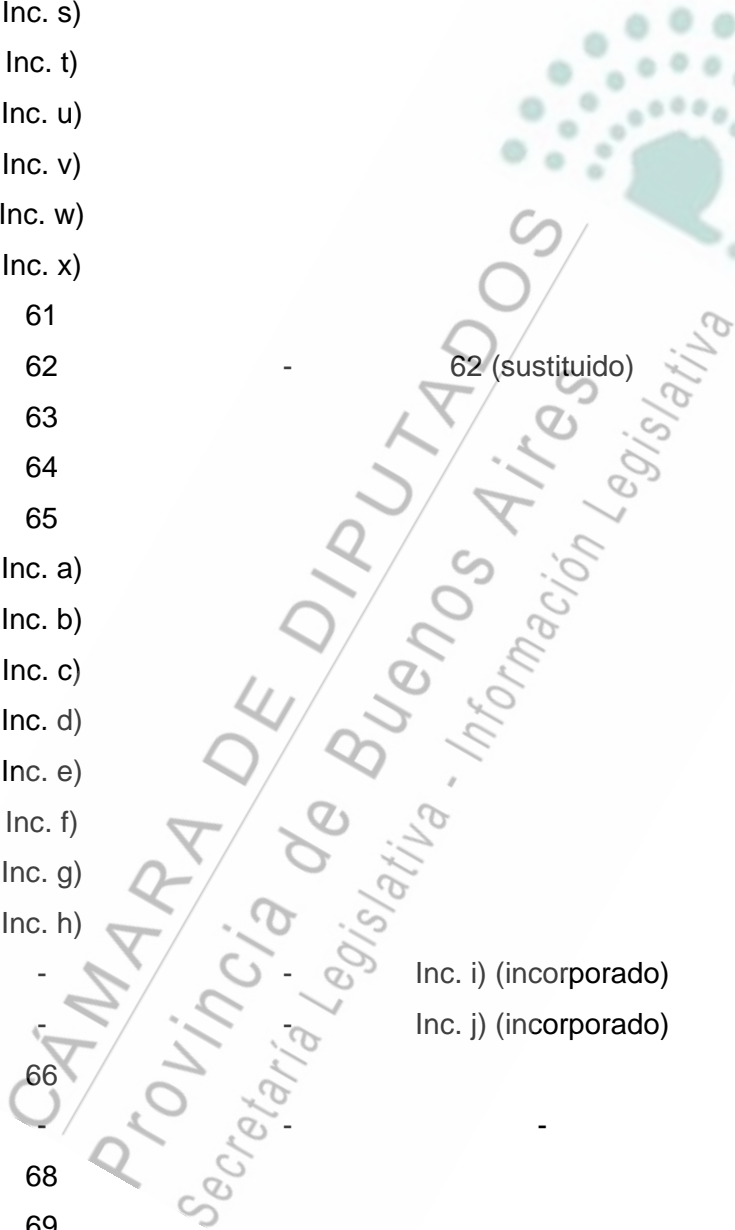 Inc. s)
Inc. t)
Inc. u)
Inc. v)
Inc. w)
Inc. x)
61
62 - 62 (sustituido)
63
64
65
Inc. a)
Inc. b)
Inc. c)
Inc. d)
Inc. e)
Inc. f)
Inc. g)
Inc. h)
- - Inc. i) (incorporado)
- - Inc. j) (incorporado)
66
- - -
68
69
CÁMARA DE DIPUTADOS
Provincia de Buenos Aires
Secretaría Legislativa - Información Legislativa